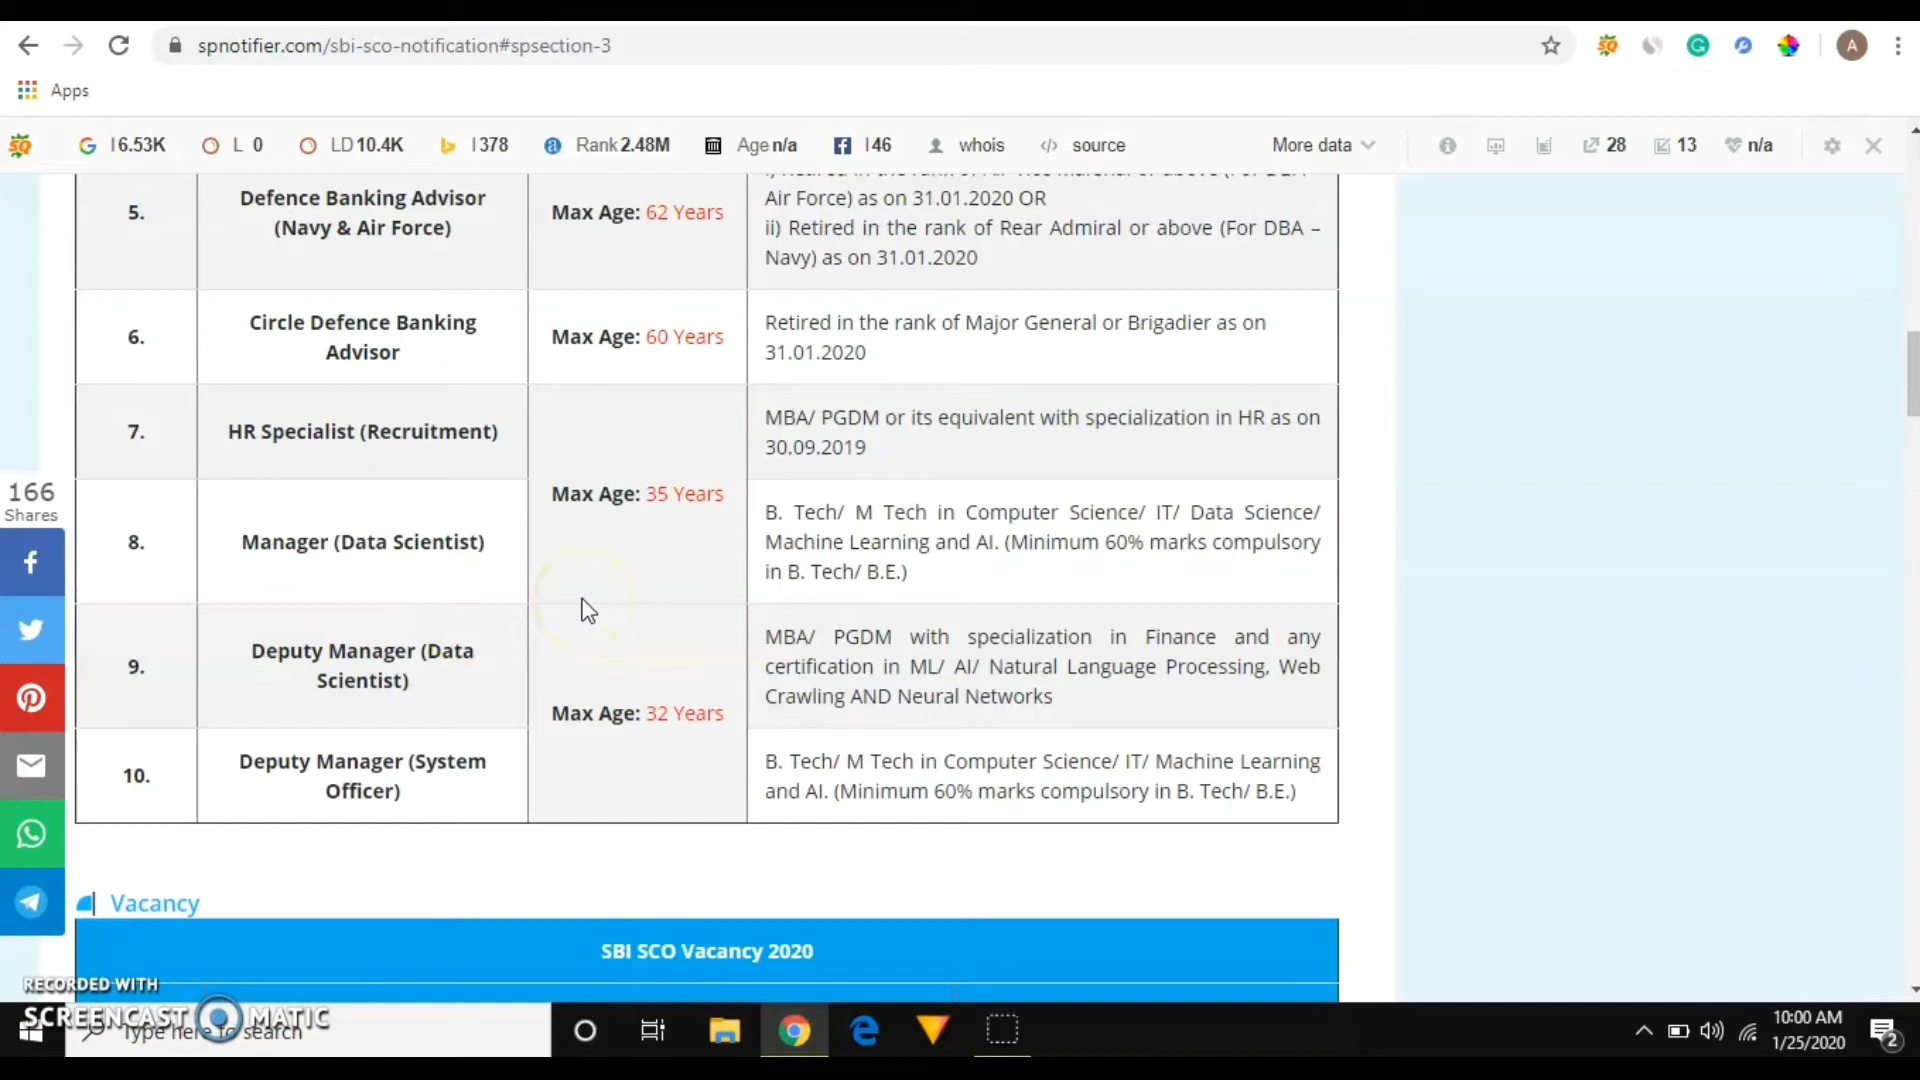 spnotifier.com/sbi-sco-notification#spsection-3
A
Apps
SQ
I 6.53K
L 0
LD 10.4K
I 378
Rank 2.48M
Age n/a
I 46
whois
source
More data
28
13
n/a
5.
Defence Banking Advisor
(Navy & Air Force)
Max Age: 62 Years
Air Force) as on 31.01.2020 OR
ii) Retired in the rank of Rear Admiral or above (For DBA –
Navy) as on 31.01.2020
6.
Circle Defence Banking
Advisor
Max Age: 60 Years
Retired in the rank of Major General or Brigadier as on
31.01.2020
7.
HR Specialist (Recruitment)
Max Age: 35 Years
MBA/ PGDM or its equivalent with specialization in HR as on
30.09.2019
8.
Manager (Data Scientist)
B. Tech/ M Tech in Computer Science/ IT/ Data Science/
Machine Learning and AI. (Minimum 60% marks compulsory
in B. Tech/ B.E.)
9.
Deputy Manager (Data
Scientist)
Max Age: 32 Years
MBA/ PGDM with specialization in Finance and any
certification in ML/ AI/ Natural Language Processing, Web
Crawling AND Neural Networks
10.
Deputy Manager (System
Officer)
B. Tech/ M Tech in Computer Science/ IT/ Machine Learning
and AI. (Minimum 60% marks compulsory in B. Tech/ B.E.)
166
Shares
Vacancy
SBI SCO Vacancy 2020
RECORDED WITH
SCREENCAST MATIC
Type here to search
10:00 AM
1/25/2020
2